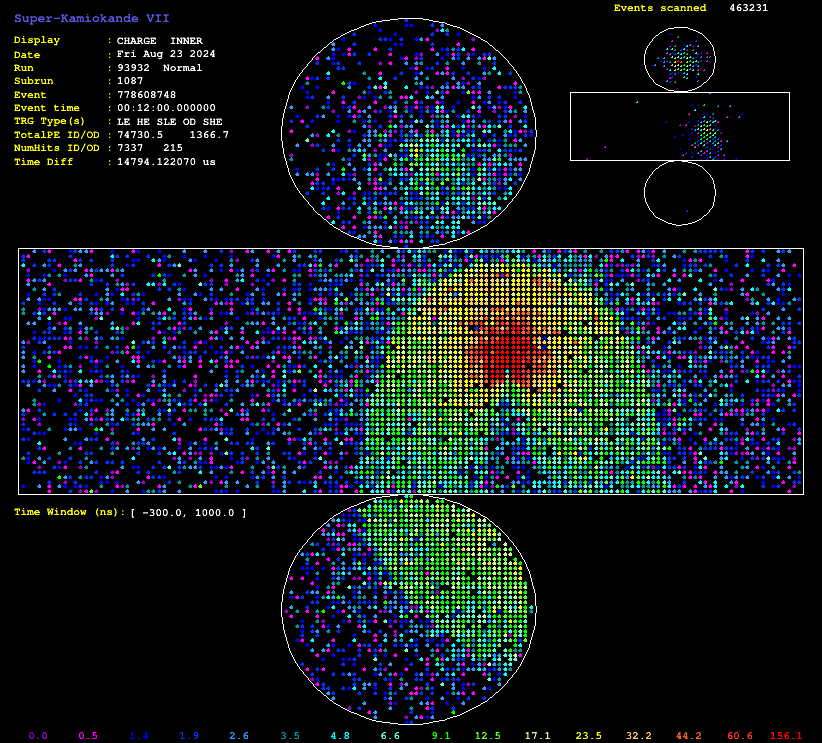 Super-Kamiokande VII
Events scanned 463231
Display : CHARGE INNER
Date : Fri Aug 23 2024
Run : 93932 Normal
Subrun : 1087
Event : 778608748
Event time : 00:12:00.000000
TRG Type(s) : LE HE SLE OD SHE
TotalPE ID/OD : 74730.5 1366.7
NumHits ID/OD : 7337 215
Time Diff : 14794.122070 us
Time Window (ns): [ -300.0, 1000.0 ]
0.0 0.5 1.4 1.9 2.6 3.5 4.8 6.6 9.1 12.5 17.1 23.5 32.2 44.2 60.6 156.1